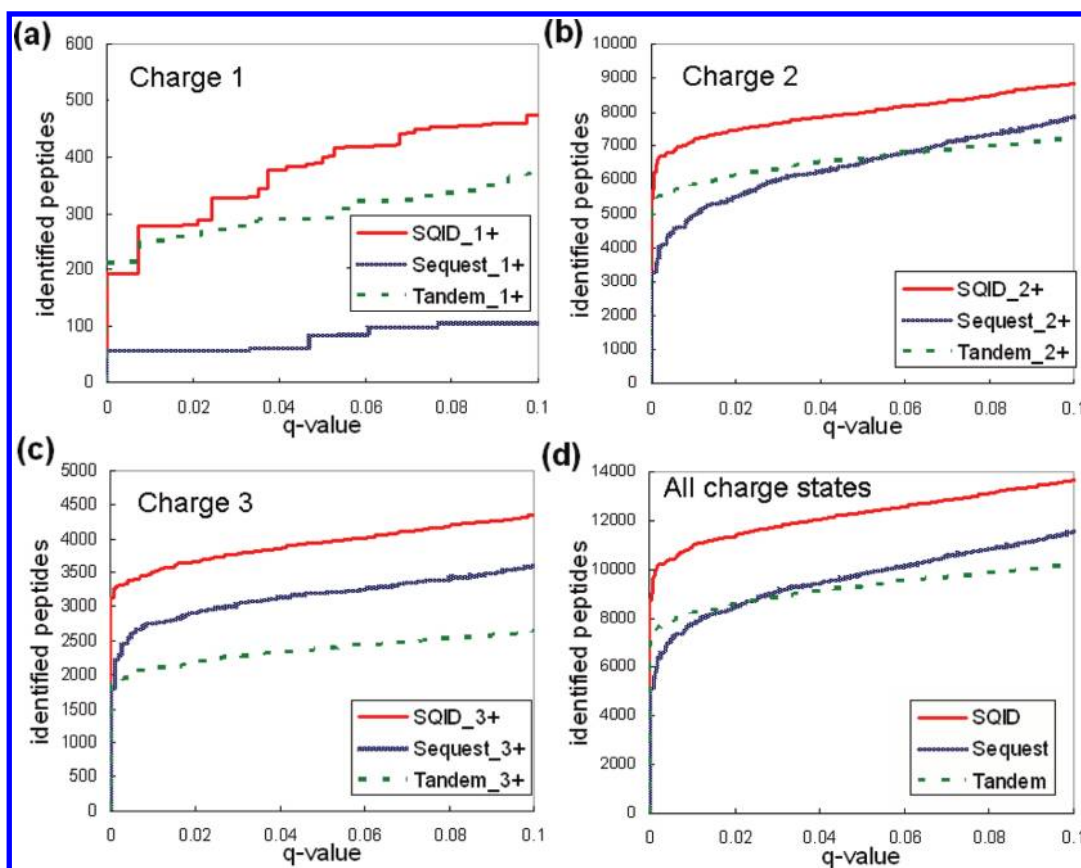 (a)
Charge 1
600
500
400
300
200
100
0
identified peptides
SQID_1+
Sequest_1+
Tandem_1+
0 0.02 0.04 0.06 0.08 0.1
q-value
(b)
Charge 2
10000
9000
8000
7000
6000
5000
4000
3000
2000
1000
0
identified peptides
SQID_2+
Sequest_2+
Tandem_2+
0 0.02 0.04 0.06 0.08 0.1
q-value
(c)
Charge 3
5000
4500
4000
3500
3000
2500
2000
1500
1000
500
0
identified peptides
SQID_3+
Sequest_3+
Tandem_3+
0 0.02 0.04 0.06 0.08 0.1
q-value
(d)
All charge states
14000
12000
10000
8000
6000
4000
2000
0
identified peptides
SQID
Sequest
Tandem
0 0.02 0.04 0.06 0.08 0.1
q-value